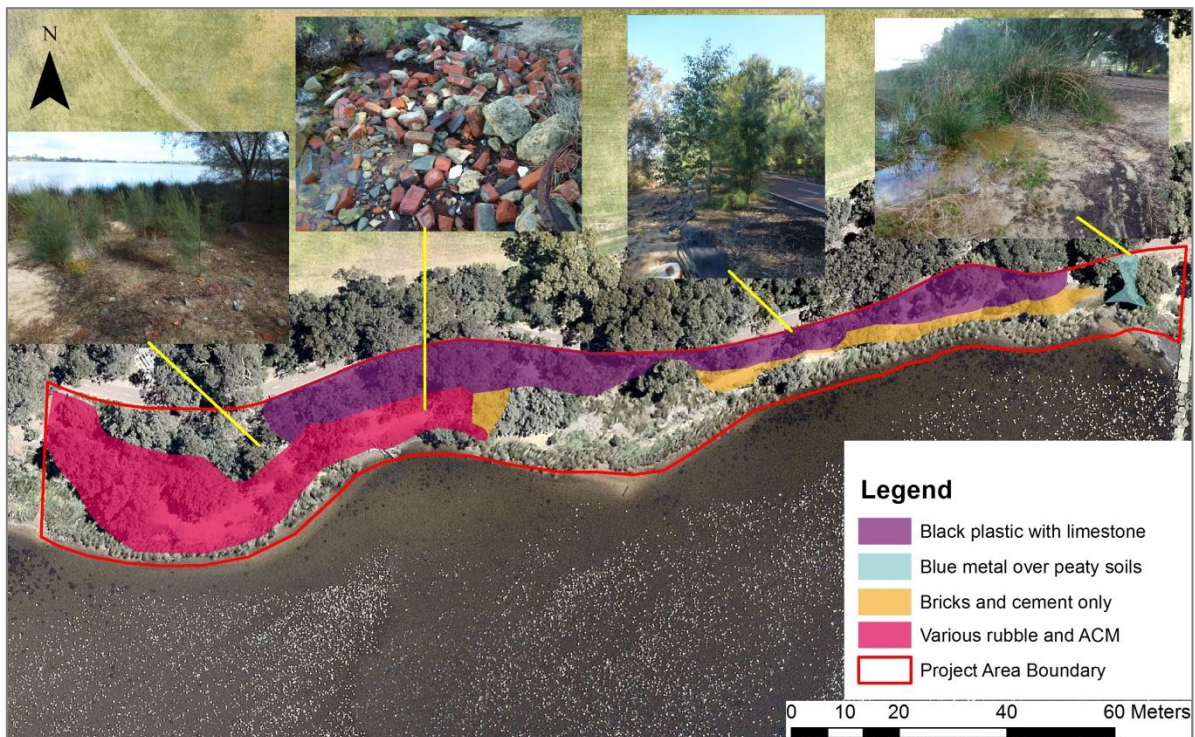 N
Legend
Black plastic with limestone
Blue metal over peaty soils
Bricks and cement only
Various rubble and ACM
Project Area Boundary
0 10 20 40 60 Meters